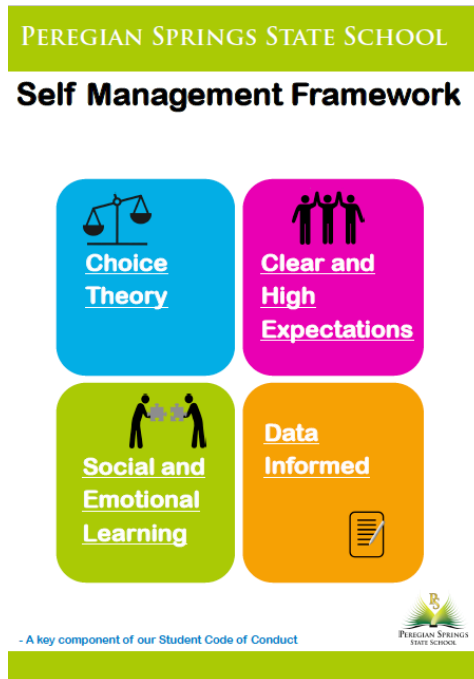 PEREGIAN SPRINGS STATE SCHOOL
Self Management Framework
Choice
Theory
Clear and
High
Expectations
Social and
Emotional
Learning
Data
Informed
- A key component of our Student Code of Conduct
PS
PEREGIAN SPRINGS
STATE SCHOOL